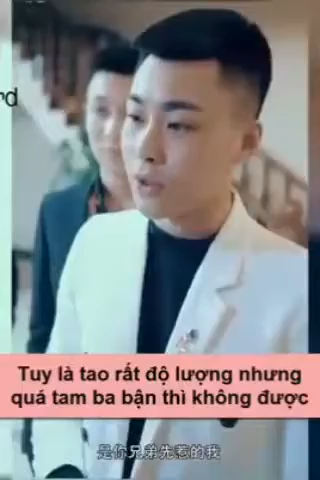 rd
Tuy là tao rất độ lượng nhưng
quá tam ba bận thì không được
是你兄弟先惹的我